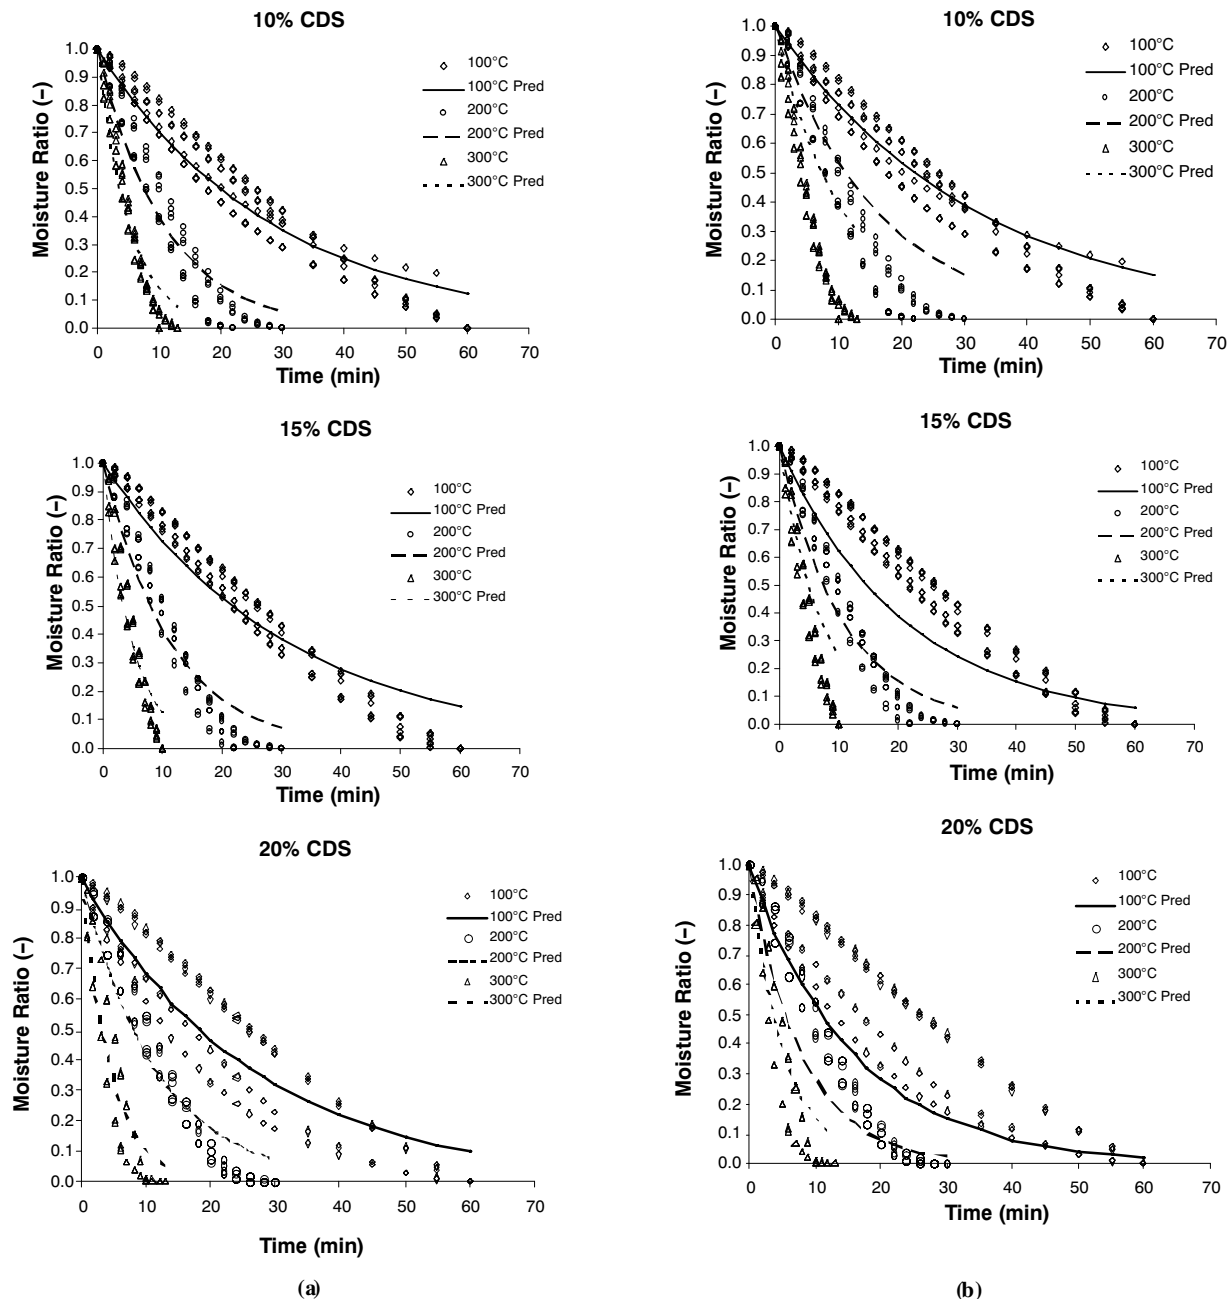 10% CDS
1.0
0.9
0.8
0.7
0.6
0.5
0.4
0.3
0.2
0.1
0.0
Moisture Ratio (–)
0 10 20 30 40 50 60 70
Time (min)
100°C
100°C Pred
200°C
200°C Pred
300°C
300°C Pred
10% CDS
1.0
0.9
0.8
0.7
0.6
0.5
0.4
0.3
0.2
0.1
0.0
Moisture Ratio (–)
0 10 20 30 40 50 60 70
Time (min)
100°C
100°C Pred
200°C
200°C Pred
300°C
300°C Pred
15% CDS
1.0
0.9
0.8
0.7
0.6
0.5
0.4
0.3
0.2
0.1
0.0
Moisture Ratio (–)
0 10 20 30 40 50 60 70
Time (min)
100°C
100°C Pred
200°C
200°C Pred
300°C
300°C Pred
15% CDS
1.0
0.9
0.8
0.7
0.6
0.5
0.4
0.3
0.2
0.1
0.0
Moisture Ratio (–)
0 10 20 30 40 50 60 70
Time (min)
100°C
100°C Pred
200°C
200°C Pred
300°C
300°C Pred
20% CDS
1.0
0.9
0.8
0.7
0.6
0.5
0.4
0.3
0.2
0.1
0.0
Moisture Ratio (–)
0 10 20 30 40 50 60 70
Time (min)
100°C
100°C Pred
200°C
200°C Pred
300°C
300°C Pred
20% CDS
1.0
0.9
0.8
0.7
0.6
0.5
0.4
0.3
0.2
0.1
0.0
Moisture Ratio (–)
0 10 20 30 40 50 60 70
Time (min)
100°C
100°C Pred
200°C
200°C Pred
300°C
300°C Pred
(a)
(b)